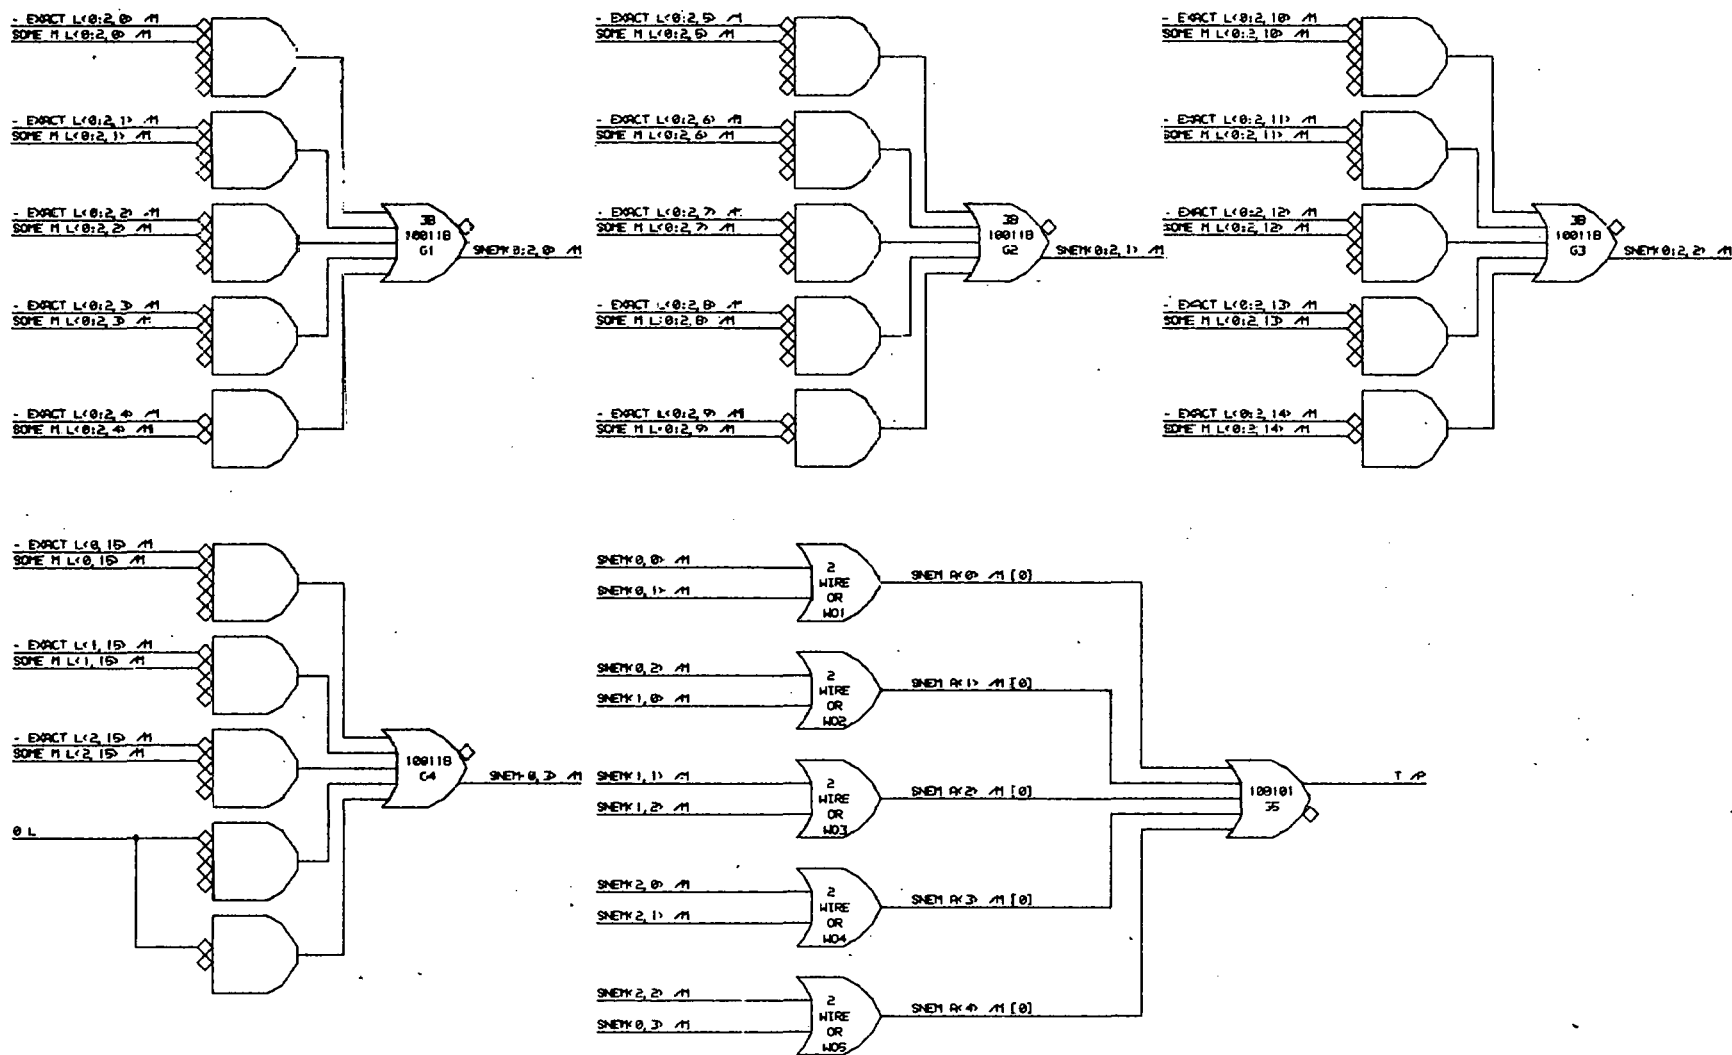 - EXACT L<0:2,0> /M
SOME M L<0:2,0> /M
- EXACT L<0:2,1> /M
SOME M L<0:2,1> /M
- EXACT L<0:2,2> /M
SOME M L<0:2,2> /M
- EXACT L<0:2,3> /M
SOME M L<0:2,3> /M
- EXACT L<0:2,4> /M
SOME M L<0:2,4> /M
3B
100118
G1
SNEM<0:2,0> /M
- EXACT L<0:2,5> /M
SOME M L<0:2,5> /M
- EXACT L<0:2,6> /M
SOME M L<0:2,6> /M
- EXACT L<0:2,7> /M
SOME M L<0:2,7> /M
- EXACT L<0:2,8> /M
SOME M L<0:2,8> /M
- EXACT L<0:2,9> /M
SOME M L<0:2,9> /M
3B
100118
G2
SNEM<0:2,1> /M
- EXACT L<0:2,10> /M
SOME M L<0:2,10> /M
- EXACT L<0:2,11> /M
SOME M L<0:2,11> /M
- EXACT L<0:2,12> /M
SOME M L<0:2,12> /M
- EXACT L<0:2,13> /M
SOME M L<0:2,13> /M
- EXACT L<0:2,14> /M
SOME M L<0:2,14> /M
3B
100118
G3
SNEM<0:2,2> /M
- EXACT L<0,15> /M
SOME M L<0,15> /M
- EXACT L<1,15> /M
SOME M L<1,15> /M
- EXACT L<2,15> /M
SOME M L<2,15> /M
0 L
100118
G4
SNEM<0,3> /M
SNEM<0,0> /M
SNEM<0,1> /M
2
WIRE
OR
WO1
SNEM A<0> /M [0]
SNEM<0,2> /M
SNEM<1,0> /M
2
WIRE
OR
WO2
SNEM A<1> /M [0]
SNEM<1,1> /M
SNEM<1,2> /M
2
WIRE
OR
WO3
SNEM A<2> /M [0]
SNEM<2,0> /M
SNEM<2,1> /M
2
WIRE
OR
WO4
SNEM A<3> /M [0]
SNEM<2,2> /M
SNEM<0,3> /M
2
WIRE
OR
WO5
SNEM A<4> /M [0]
100101
T /P